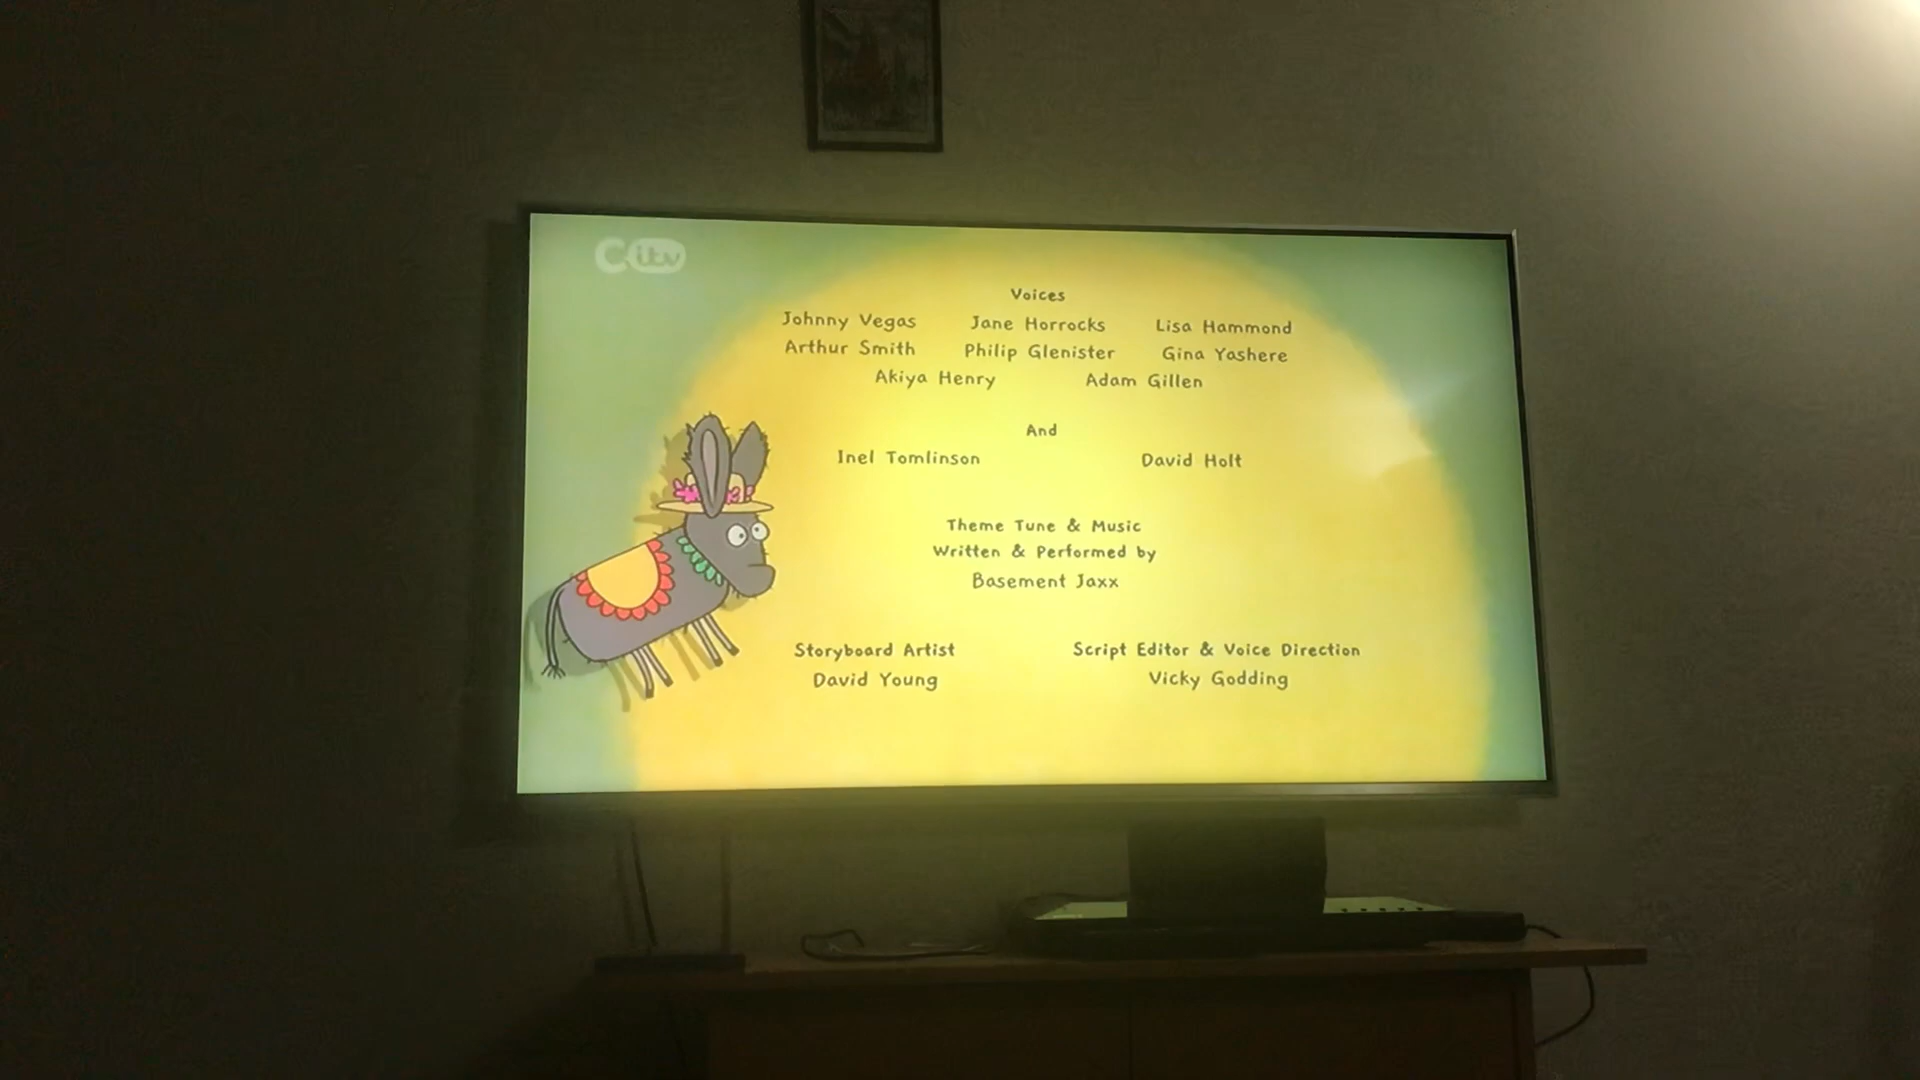 Citv
Voices
Johnny Vegas Jane Horrocks Lisa Hammond
Arthur Smith Philip Glenister Gina Yashere
Akiya Henry Adam Gillen
And
Inel Tomlinson David Holt
Theme Tune & Music
Written & Performed by
Basement Jaxx
Storyboard Artist Script Editor & Voice Direction
David Young Vicky Godding